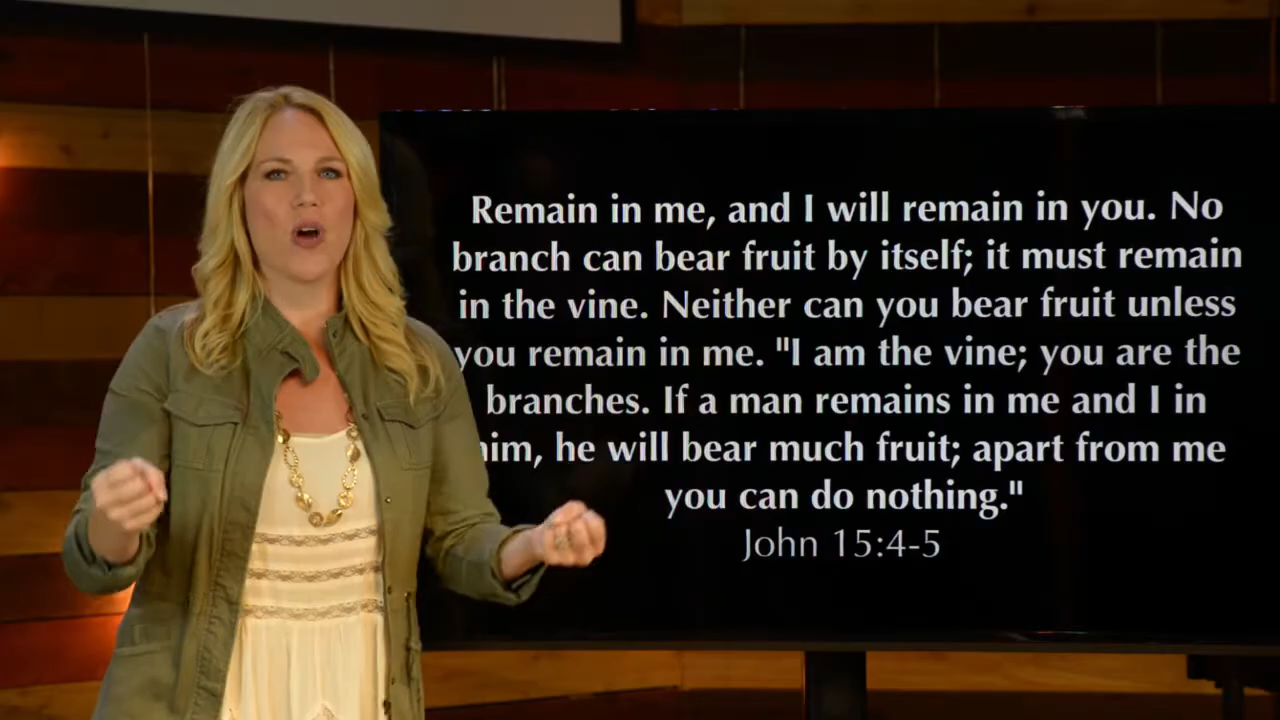 Remain in me, and I will remain in you. No
branch can bear fruit by itself; it must remain
in the vine. Neither can you bear fruit unless
you remain in me. "I am the vine; you are the
branches. If a man remains in me and I in
him, he will bear much fruit; apart from me
you can do nothing."
John 15:4-5